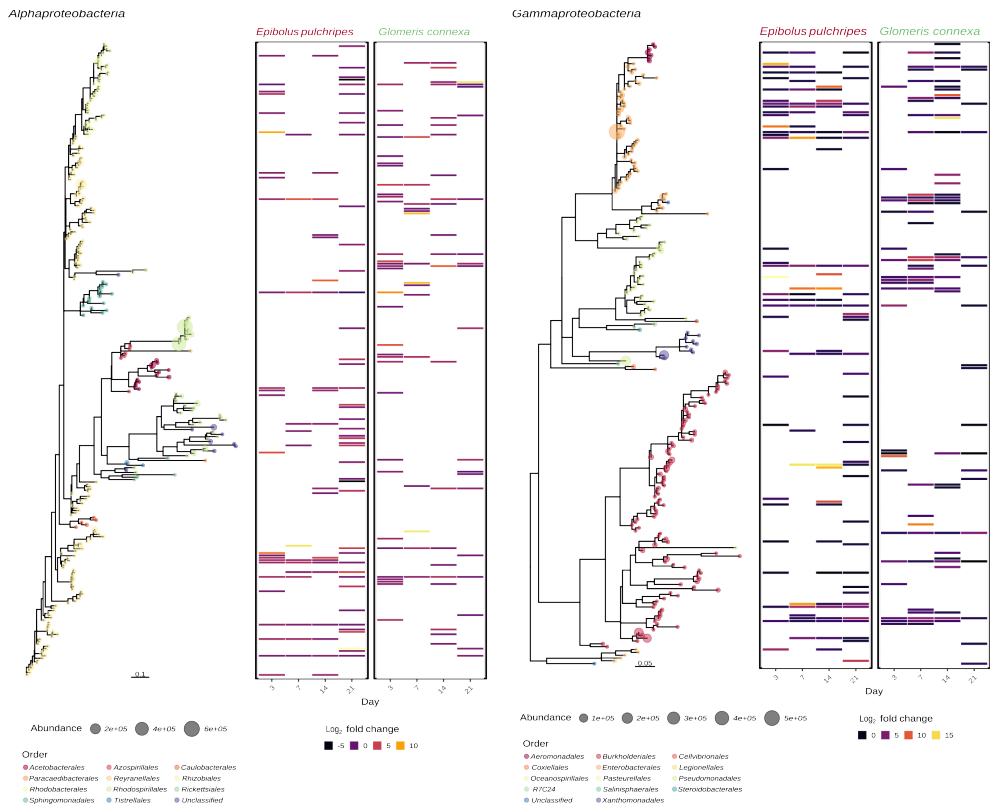 Alphaproteobacteria
Epibolus pulchripes
Glomeris connexa
0.1
3 7 14 21 3 7 14 21
Day
Abundance 2e+05 4e+05 6e+05
Log2 fold change
-5 0 5 10
Order
Acetobacterales Azospirillales Caulobacterales
Paracaedibacterales Reyranellales Rhizobiales
Rhodobacterales Rhodospirillales Rickettsiales
Sphingomonadales Tistrellales Unclassified
Gammaproteobacteria
Epibolus pulchripes
Glomeris connexa
0.05
3 7 14 21 3 7 14 21
Day
Abundance 1e+05 2e+05 3e+05 4e+05 5e+05
Log2 fold change
0 5 10 15
Order
Aeromonadales Burkholderiales Cellvibrionales
Coxiellales Enterobacterales Legionellales
Oceanospirillales Pasteurellales Pseudomonadales
R7C24 Salinisphaerales Steroidobacterales
Unclassified Xanthomonadales